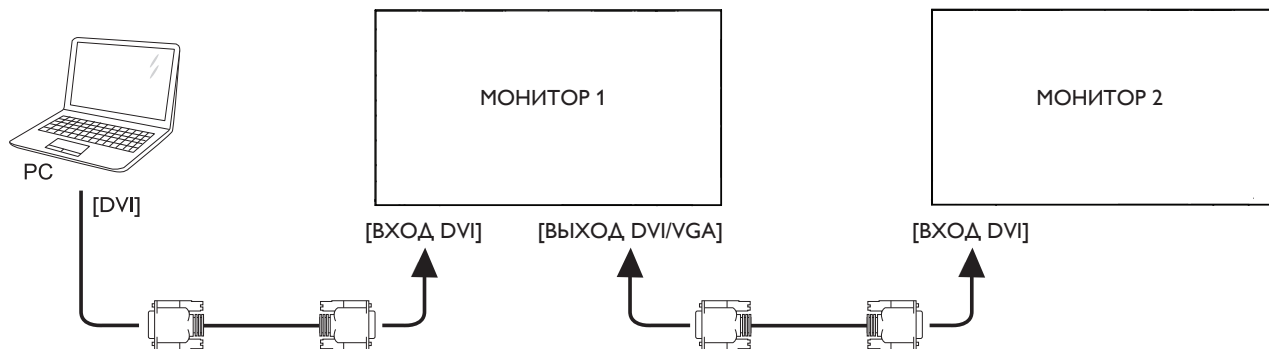 МОНИТОР 1
МОНИТОР 2
PC
[DVI]
[ВХОД DVI]
[ВЫХОД DVI/VGA]
[ВХОД DVI]